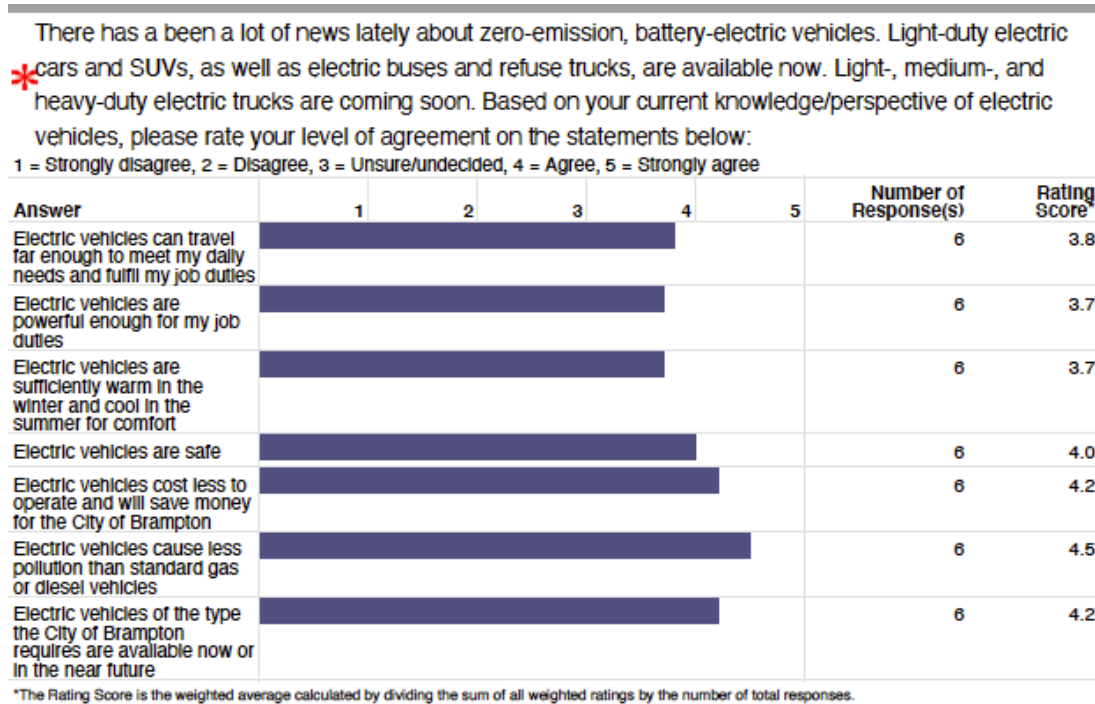 There has a been a lot of news lately about zero-emission, battery-electric vehicles. Light-duty electric
*cars and SUVs, as well as electric buses and refuse trucks, are available now. Light-, medium-, and
heavy-duty electric trucks are coming soon. Based on your current knowledge/perspective of electric
vehicles, please rate your level of agreement on the statements below:
1 = Strongly disagree, 2 = Disagree, 3 = Unsure/undecided, 4 = Agree, 5 = Strongly agree
Answer 1 2 3 4 5 Number of Response(s) Rating Score*
Electric vehicles can travel 6 3.8
far enough to meet my daily
needs and fulfil my job duties
Electric vehicles are 6 3.7
powerful enough for my job
duties
Electric vehicles are 6 3.7
sufficiently warm in the
winter and cool in the
summer for comfort
Electric vehicles are safe 6 4.0
Electric vehicles cost less to 6 4.2
operate and will save money
for the City of Brampton
Electric vehicles cause less 6 4.5
pollution than standard gas
or diesel vehicles
Electric vehicles of the type 6 4.2
the City of Brampton
requires are available now or
in the near future
*The Rating Score is the weighted average calculated by dividing the sum of all weighted ratings by the number of total responses.